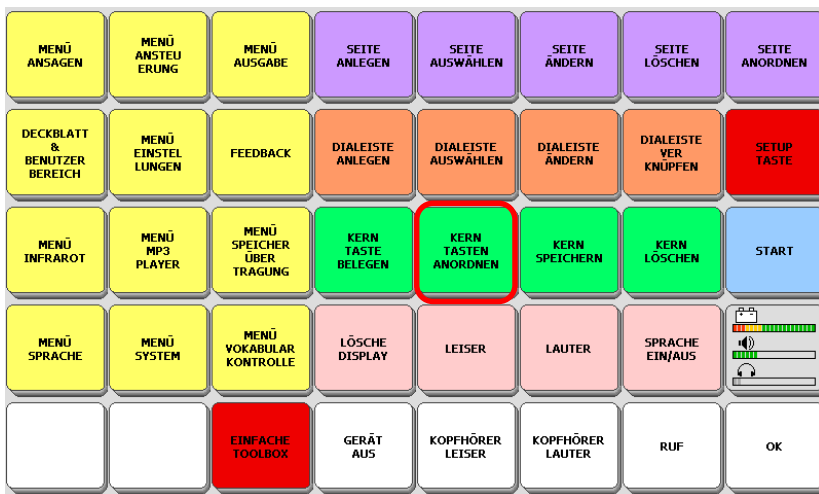 MENÜ
ANSAGEN
MENÜ
ANSTEU
ERUNG
MENÜ
AUSGABE
SEITE
ANLEGEN
SEITE
AUSWÄHLEN
SEITE
ÄNDERN
SEITE
LÖSCHEN
SEITE
ANORDNEN
DECKBLATT
&
BENUTZER
BEREICH
MENÜ
EINSTEL
LUNGEN
FEEDBACK
DIALEISTE
ANLEGEN
DIALEISTE
AUSWÄHLEN
DIALEISTE
ÄNDERN
DIALEISTE
VER
KNÜPFEN
SETUP
TASTE
MENÜ
INFRAROT
MENÜ
MP3
PLAYER
MENÜ
SPEICHER
ÜBER
TRAGUNG
KERN
TASTE
BELEGEN
KERN
TASTEN
ANORDNEN
KERN
SPEICHERN
KERN
LÖSCHEN
START
MENÜ
SPRACHE
MENÜ
SYSTEM
MENÜ
VOKABULAR
KONTROLLE
LÖSCHE
DISPLAY
LEISER
LAUTER
SPRACHE
EIN/AUS
EINFACHE
TOOLBOX
GERÄT
AUS
KOPFHÖRER
LEISER
KOPFHÖRER
LAUTER
RUF
OK